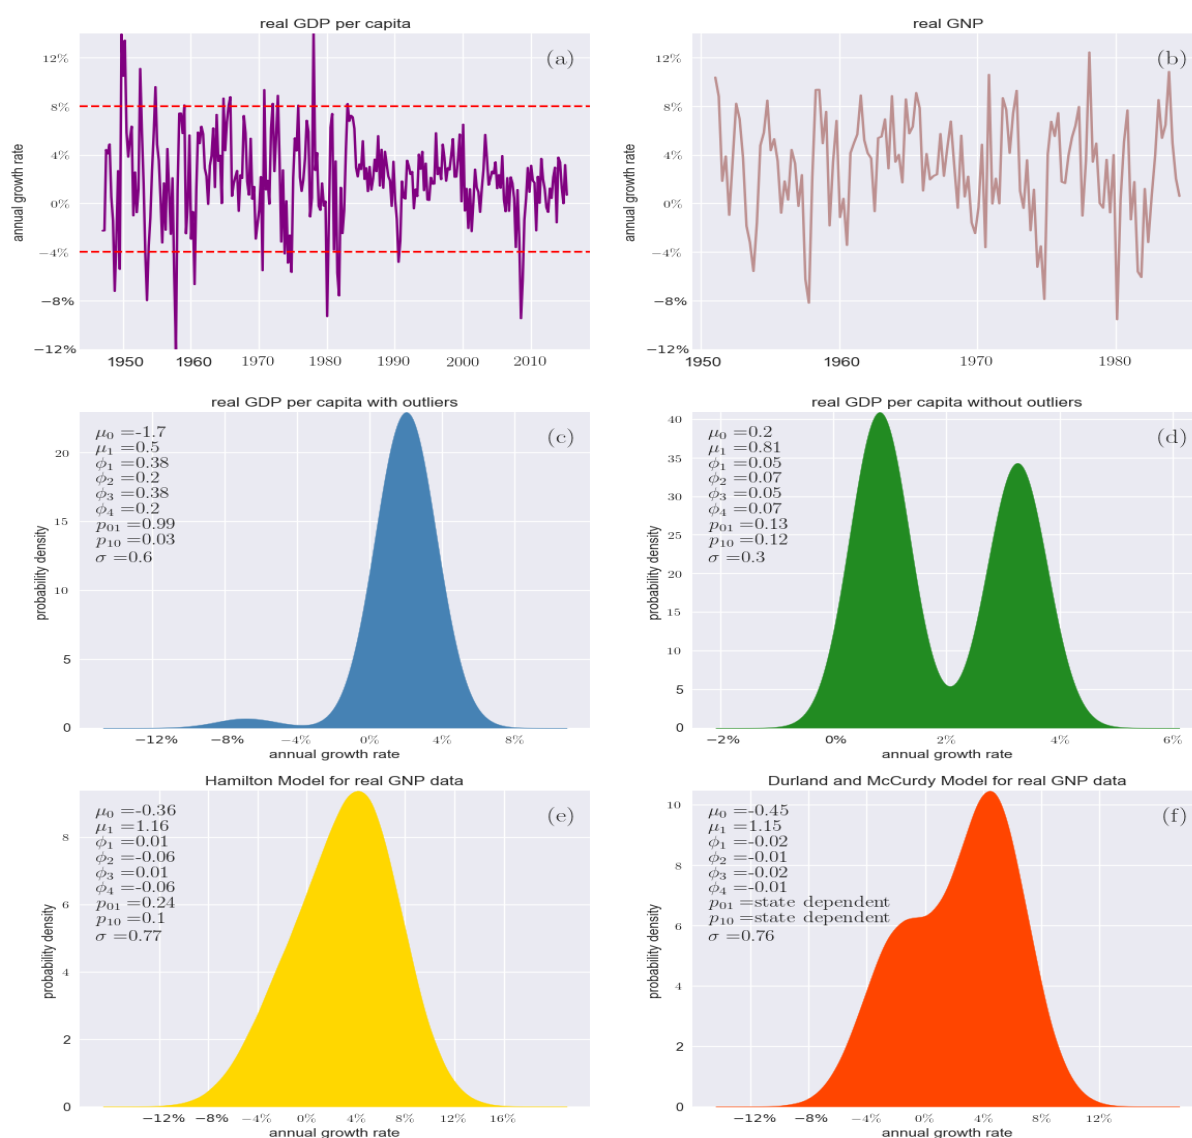 real GDP per capita
(a)
annual growth rate
12%
8%
4%
0%
−4%
−8%
−12%
1950 1960 1970 1980 1990 2000 2010
real GNP
(b)
annual growth rate
12%
8%
4%
0%
−4%
−8%
−12%
1950 1960 1970 1980
real GDP per capita with outliers
(c)
μ0 =-1.7
μ1 =0.5
ϕ1 =0.38
ϕ2 =0.2
ϕ3 =0.38
ϕ4 =0.2
p01 =0.99
p10 =0.03
σ =0.6
probability density
20
15
10
5
0
−12% −8% −4% 0% 4% 8%
annual growth rate
real GDP per capita without outliers
(d)
μ0 =0.2
μ1 =0.81
ϕ1 =0.05
ϕ2 =0.07
ϕ3 =0.05
ϕ4 =0.07
p01 =0.13
p10 =0.12
σ =0.3
probability density
40
35
30
25
20
15
10
5
0
−2% 0% 2% 4% 6%
annual growth rate
Hamilton Model for real GNP data
(e)
μ0 =-0.36
μ1 =1.16
ϕ1 =0.01
ϕ2 =-0.06
ϕ3 =0.01
ϕ4 =-0.06
p01 =0.24
p10 =0.1
σ =0.77
probability density
8
6
4
2
0
−12% −8% −4% 0% 4% 8% 12% 16%
annual growth rate
Durland and McCurdy Model for real GNP data
(f)
μ0 =-0.45
μ1 =1.15
ϕ1 =-0.02
ϕ2 =-0.01
ϕ3 =-0.02
ϕ4 =-0.01
p01 =state dependent
p10 =state dependent
σ =0.76
probability density
10
8
6
4
2
0
−12% −8% −4% 0% 4% 8% 12%
annual growth rate